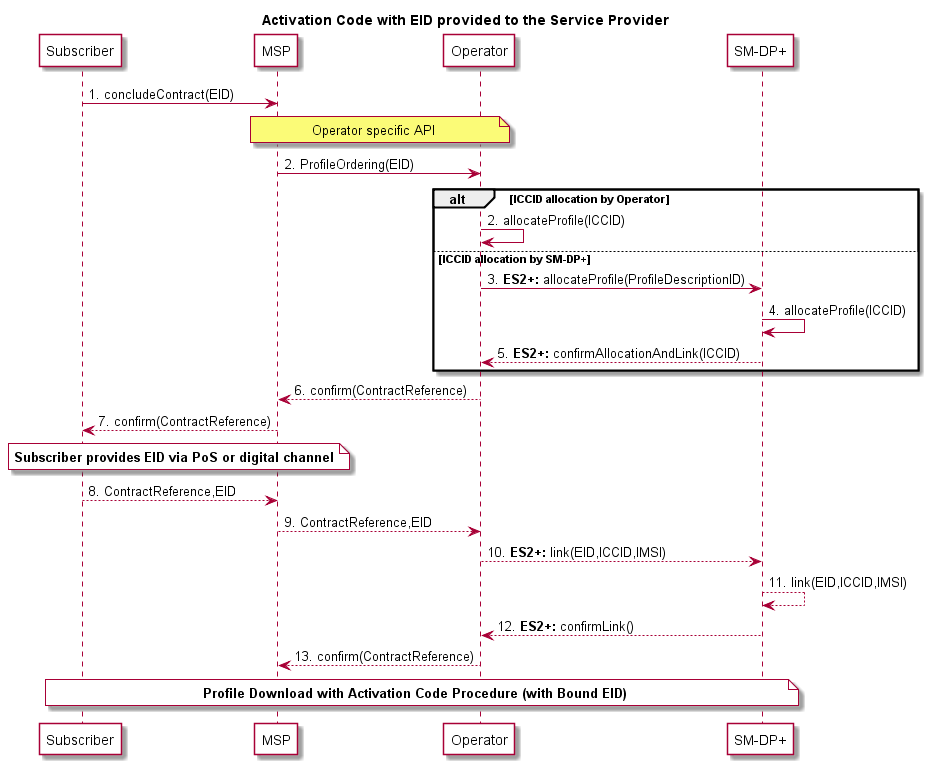 Activation Code with EID provided to the Service Provider
Subscriber MSP Operator SM-DP+
1. concludeContract(EID)
Operator specific API
2. ProfileOrdering(EID)
alt [ICCID allocation by Operator]
2. allocateProfile(ICCID)
[ICCID allocation by SM-DP+]
3. ES2+: allocateProfile(ProfileDescriptionID)
4. allocateProfile(ICCID)
5. ES2+: confirmAllocationAndLink(ICCID)
6. confirm(ContractReference)
7. confirm(ContractReference)
Subscriber provides EID via PoS or digital channel
8. ContractReference,EID
9. ContractReference,EID
10. ES2+: link(EID,ICCID,IMSI)
11. link(EID,ICCID,IMSI)
12. ES2+: confirmLink()
13. confirm(ContractReference)
Profile Download with Activation Code Procedure (with Bound EID)
Subscriber MSP Operator SM-DP+